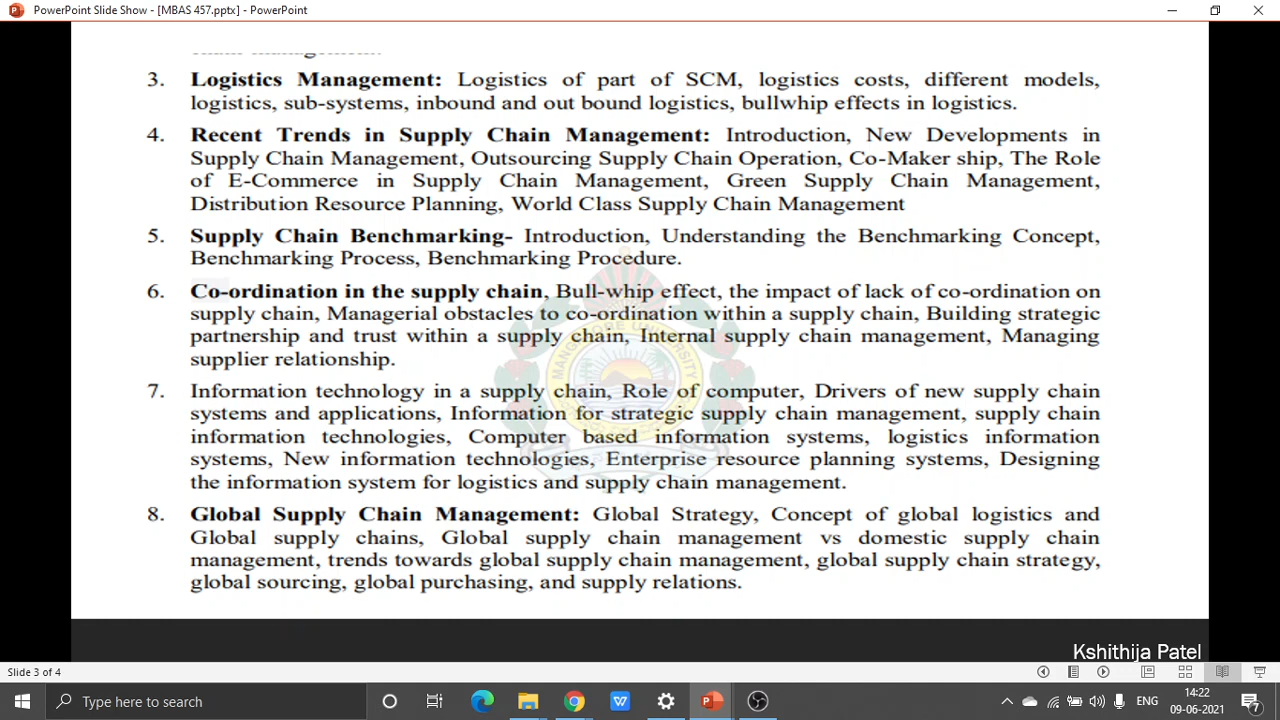 PowerPoint Slide Show - [MBAS 457.pptx] - PowerPoint
3. Logistics Management: Logistics of part of SCM, logistics costs, different models,
logistics, sub-systems, inbound and out bound logistics, bullwhip effects in logistics.
4. Recent Trends in Supply Chain Management: Introduction, New Developments in
Supply Chain Management, Outsourcing Supply Chain Operation, Co-Maker ship, The Role
of E-Commerce in Supply Chain Management, Green Supply Chain Management,
Distribution Resource Planning, World Class Supply Chain Management
5. Supply Chain Benchmarking- Introduction, Understanding the Benchmarking Concept,
Benchmarking Process, Benchmarking Procedure.
6. Co-ordination in the supply chain, Bull-whip effect, the impact of lack of co-ordination on
supply chain, Managerial obstacles to co-ordination within a supply chain, Building strategic
partnership and trust within a supply chain, Internal supply chain management, Managing
supplier relationship.
7. Information technology in a supply chain, Role of computer, Drivers of new supply chain
systems and applications, Information for strategic supply chain management, supply chain
information technologies, Computer based information systems, logistics information
systems, New information technologies, Enterprise resource planning systems, Designing
the information system for logistics and supply chain management.
8. Global Supply Chain Management: Global Strategy, Concept of global logistics and
Global supply chains, Global supply chain management vs domestic supply chain
management, trends towards global supply chain management, global supply chain strategy,
global sourcing, global purchasing, and supply relations.
MANGALORE UNIVERSITY
Kshithija Patel
Slide 3 of 4
Type here to search
ENG
14:22
09-06-2021
7